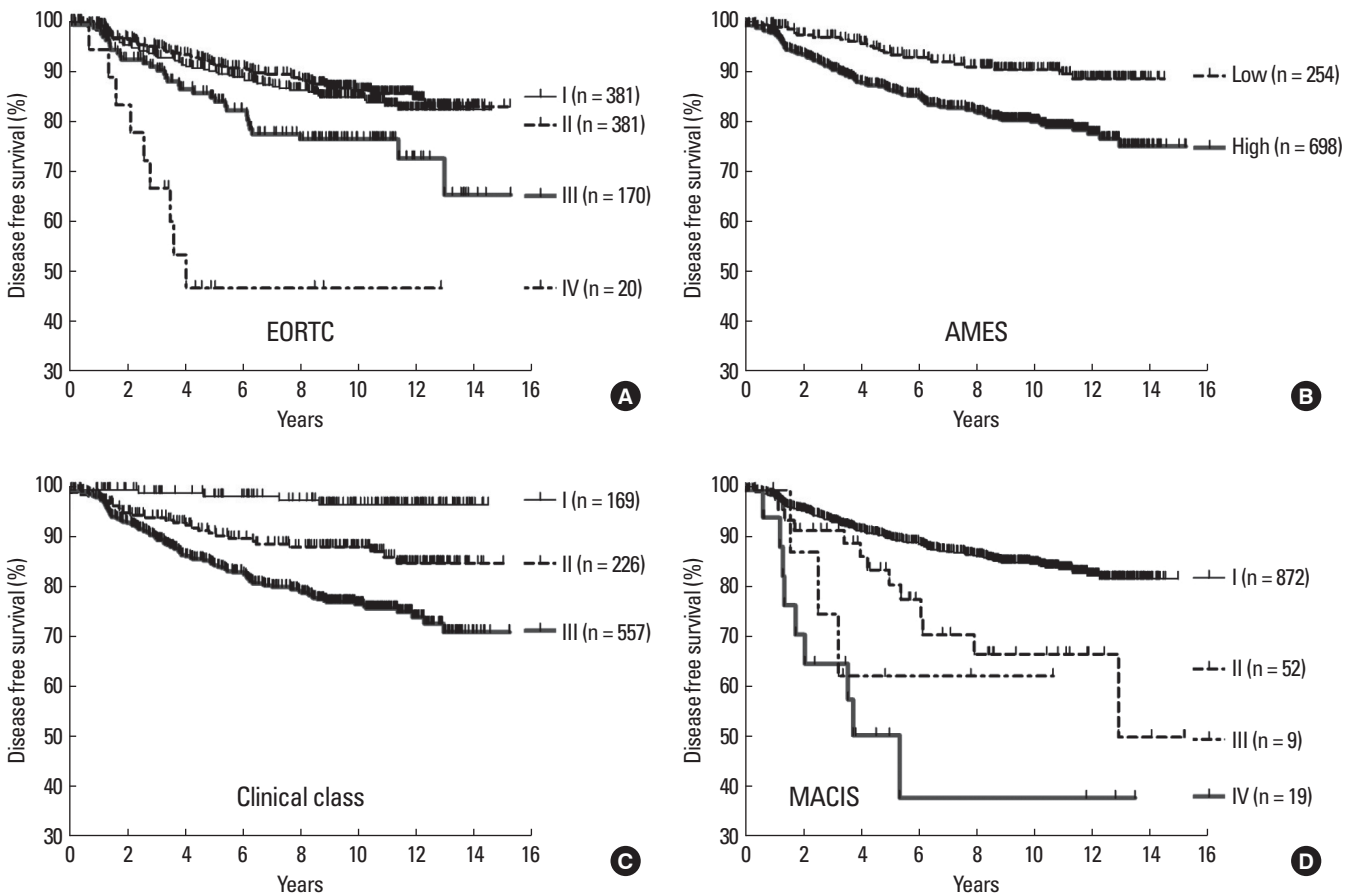 100
90
80
70
60
50
40
30
Disease free survival (%)
0 2 4 6 8 10 12 14 16
Years
I (n = 381)
II (n = 381)
III (n = 170)
IV (n = 20)
EORTC
A
100
90
80
70
60
50
40
30
Disease free survival (%)
0 2 4 6 8 10 12 14 16
Years
Low (n = 254)
High (n = 698)
AMES
B
100
90
80
70
60
50
40
30
Disease free survival (%)
0 2 4 6 8 10 12 14 16
Years
I (n = 169)
II (n = 226)
III (n = 557)
Clinical class
C
100
90
80
70
60
50
40
30
Disease free survival (%)
0 2 4 6 8 10 12 14 16
Years
I (n = 872)
II (n = 52)
III (n = 9)
IV (n = 19)
MACIS
D